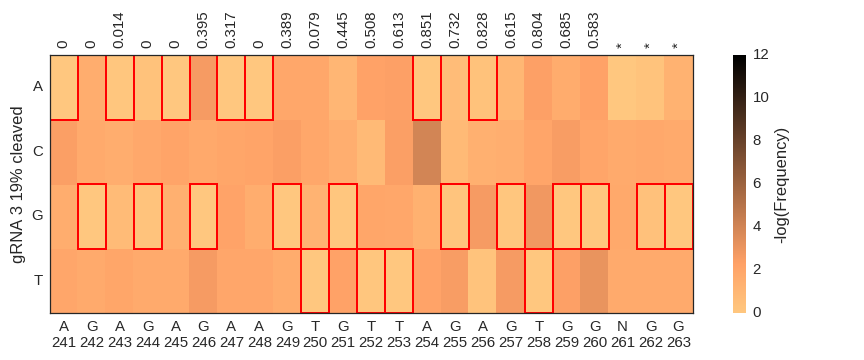 0 0 0.014 0 0 0.395 0.317 0 0.389 0.079 0.445 0.508 0.613 0.851 0.732 0.828 0.615 0.804 0.685 0.583 * * *
gRNA 3 19% cleaved
A
C
G
T
A G A G A G A A G T G T T A G A G T G G N G G
241 242 243 244 245 246 247 248 249 250 251 252 253 254 255 256 257 258 259 260 261 262 263
12
10
8
6
4
2
0
-log(Frequency)